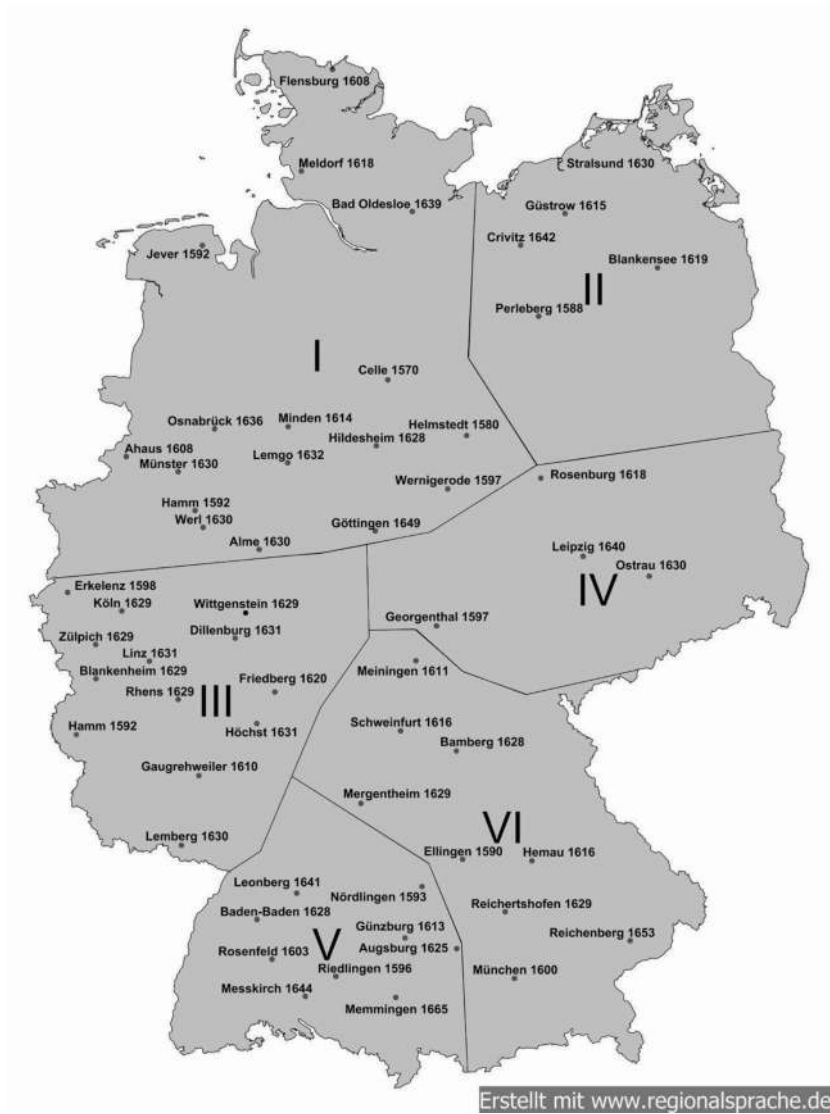 Flensburg 1608
Meldorf 1618
Stralsund 1630
Bad Oldesloe 1639
Güstrow 1615
Crivitz 1642
Jever 1592
Blankensee 1619
II
Perleberg 1588
I
Celle 1570
Osnabrück 1636
Minden 1614
Helmstedt 1580
Hildesheim 1628
Ahaus 1608
Münster 1630
Lemgo 1632
Wernigerode 1597
Rosenburg 1618
Hamm 1592
Werl 1630
Göttingen 1649
Alme 1630
Leipzig 1640
Ostrau 1630
IV
Erkelenz 1598
Köln 1629
Wittgenstein 1629
Georgenthal 1597
Dillenburg 1631
Zülpich 1629
Linz 1631
Meiningen 1611
Blankenheim 1629
Friedberg 1620
Rhens 1629
III
Hamm 1592
Höchst 1631
Schweinfurt 1616
Bamberg 1628
Gaugrehweiler 1610
Mergentheim 1629
VI
Lemberg 1630
Ellingen 1590
Hemau 1616
Leonberg 1641
Nördlingen 1593
Baden-Baden 1628
Reichertshofen 1629
Günzburg 1613
V
Augsburg 1625
Reichenberg 1653
Rosenfeld 1603
Riedlingen 1596
München 1600
Messkirch 1644
Memmingen 1665
Erstellt mit www.regionalsprache.de